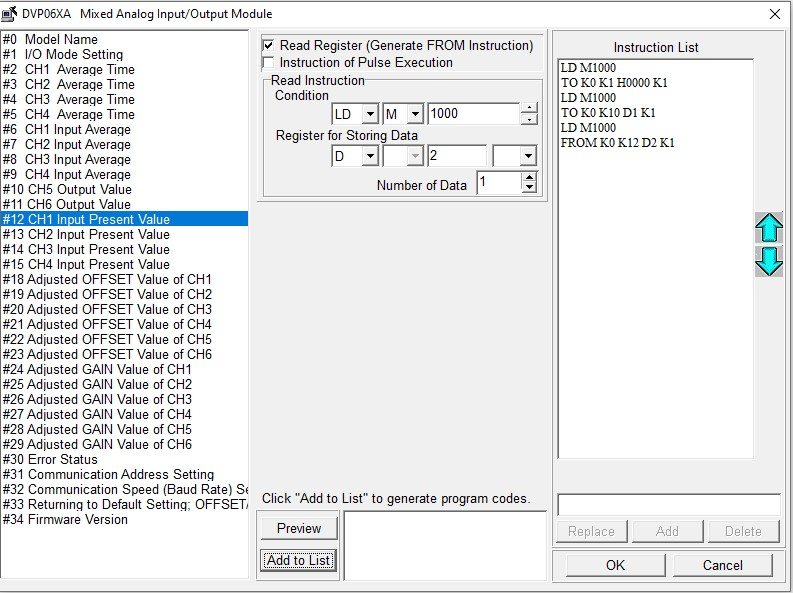 DVP06XA Mixed Analog Input/Output Module
#0 Model Name
#1 I/O Mode Setting
#2 CH1 Average Time
#3 CH2 Average Time
#4 CH3 Average Time
#5 CH4 Average Time
#6 CH1 Input Average
#7 CH2 Input Average
#8 CH3 Input Average
#9 CH4 Input Average
#10 CH5 Output Value
#11 CH6 Output Value
#12 CH1 Input Present Value
#13 CH2 Input Present Value
#14 CH3 Input Present Value
#15 CH4 Input Present Value
#18 Adjusted OFFSET Value of CH1
#19 Adjusted OFFSET Value of CH2
#20 Adjusted OFFSET Value of CH3
#21 Adjusted OFFSET Value of CH4
#22 Adjusted OFFSET Value of CH5
#23 Adjusted OFFSET Value of CH6
#24 Adjusted GAIN Value of CH1
#25 Adjusted GAIN Value of CH2
#26 Adjusted GAIN Value of CH3
#27 Adjusted GAIN Value of CH4
#28 Adjusted GAIN Value of CH5
#29 Adjusted GAIN Value of CH6
#30 Error Status
#31 Communication Address Setting
#32 Communication Speed (Baud Rate) Se
#33 Returning to Default Setting; OFFSET/
#34 Firmware Version
Read Register (Generate FROM Instruction)
Instruction of Pulse Execution
Read Instruction
Condition
LD M 1000
Register for Storing Data
D 2
Number of Data 1
Click "Add to List" to generate program codes.
Preview
Add to List
Instruction List
LD M1000
TO K0 K1 H0000 K1
LD M1000
TO K0 K10 D1 K1
LD M1000
FROM K0 K12 D2 K1
Replace Add Delete
OK Cancel